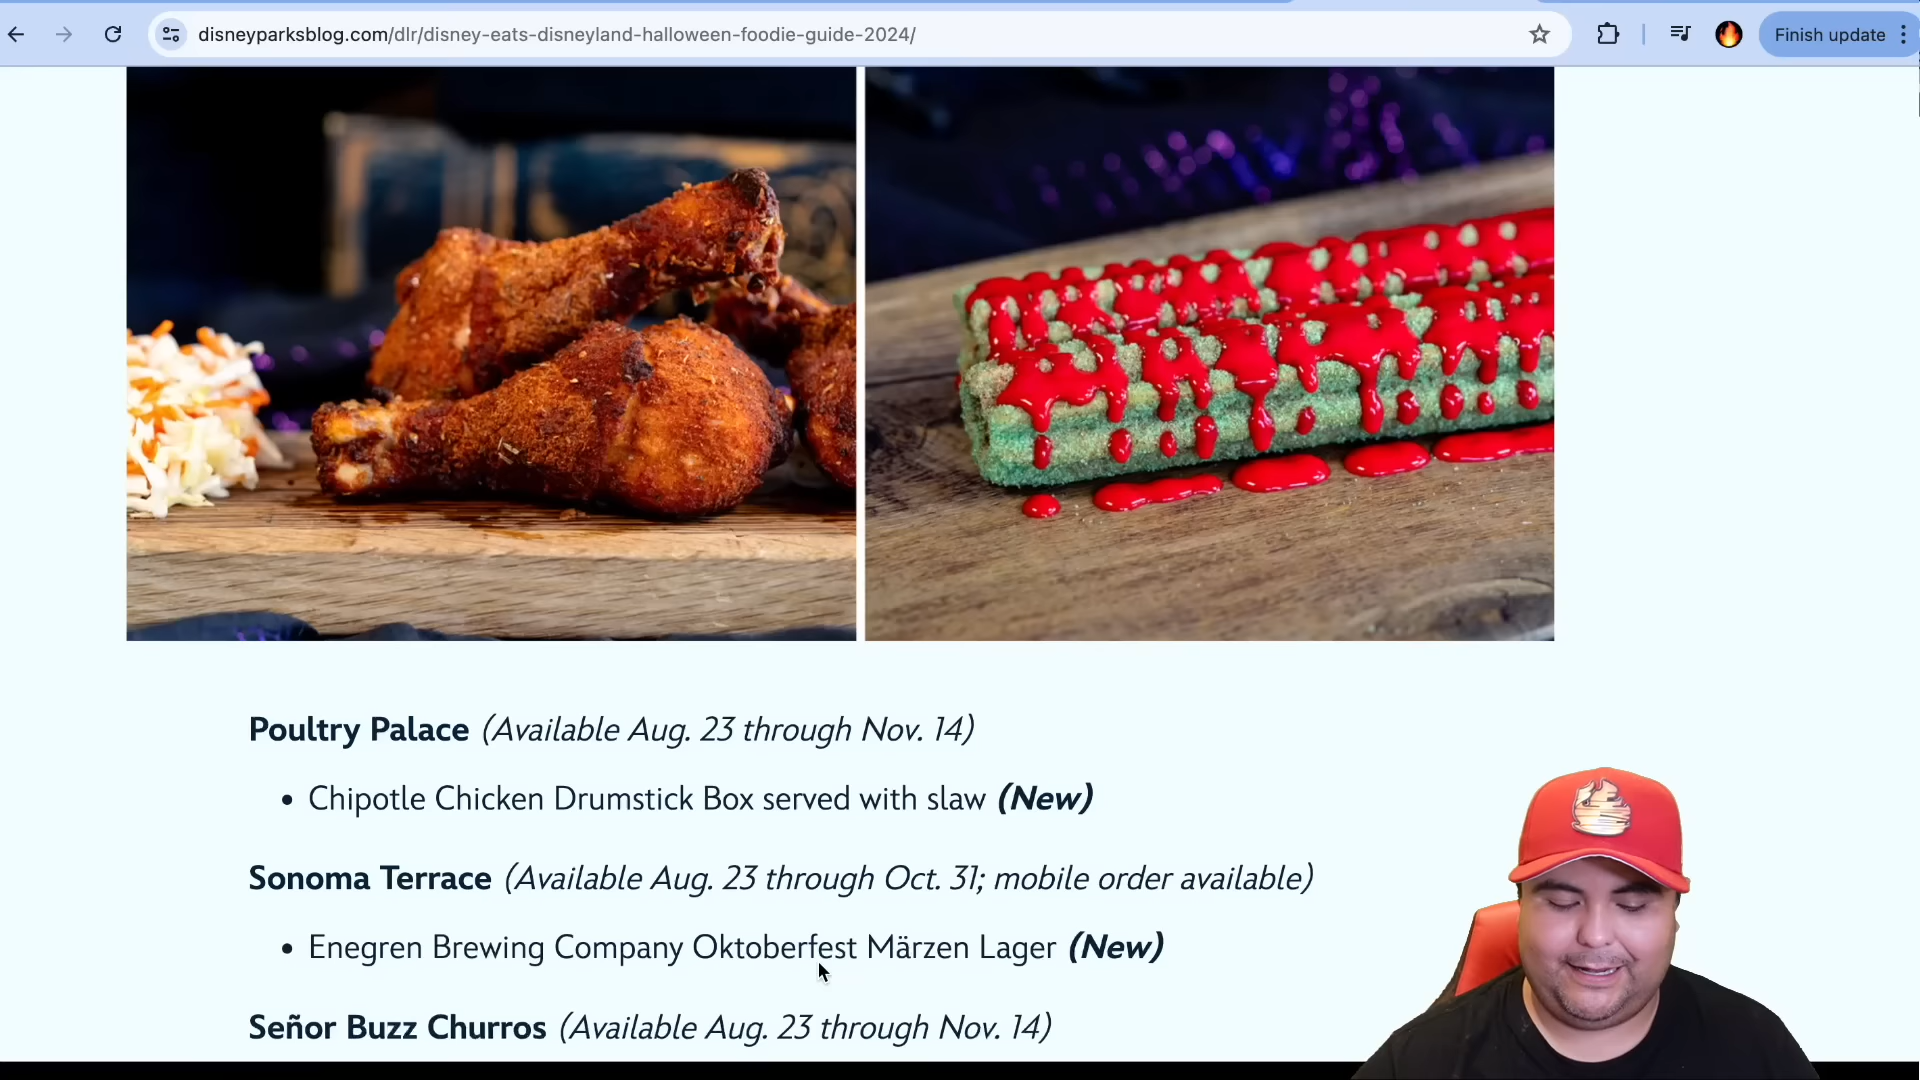 disneyparksblog.com/dlr/disney-eats-disneyland-halloween-foodie-guide-2024/
Finish update
Poultry Palace (Available Aug. 23 through Nov. 14)
• Chipotle Chicken Drumstick Box served with slaw (New)
Sonoma Terrace (Available Aug. 23 through Oct. 31; mobile order available)
• Enegren Brewing Company Oktoberfest Märzen Lager (New)
Señor Buzz Churros (Available Aug. 23 through Nov. 14)